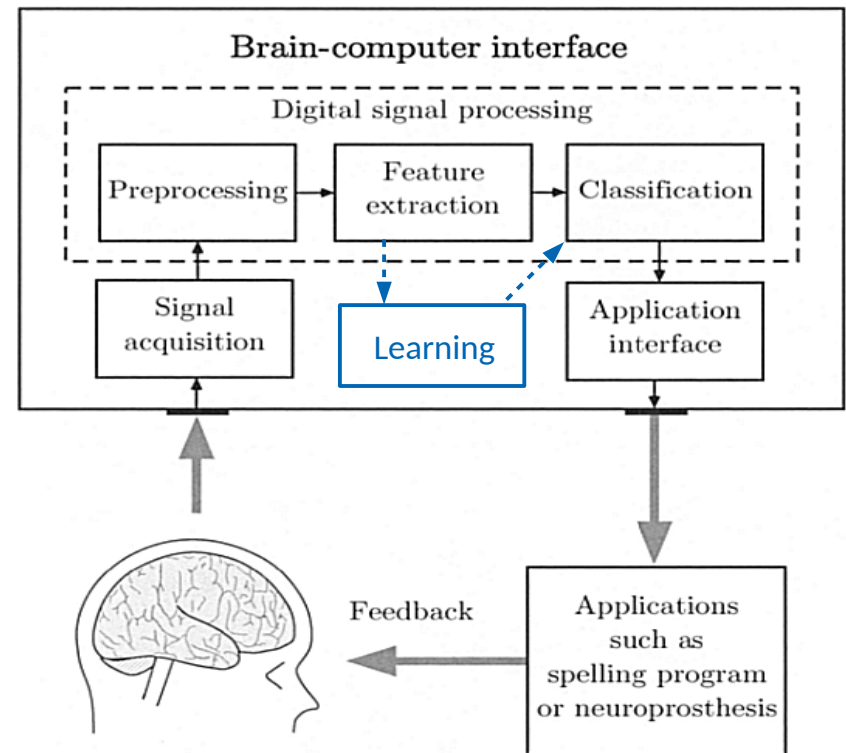 Brain-computer interface
Digital signal processing
Preprocessing
Feature
extraction
Classification
Signal
acquisition
Learning
Application
interface
Feedback
Applications
such as
spelling program
or neuroprosthesis